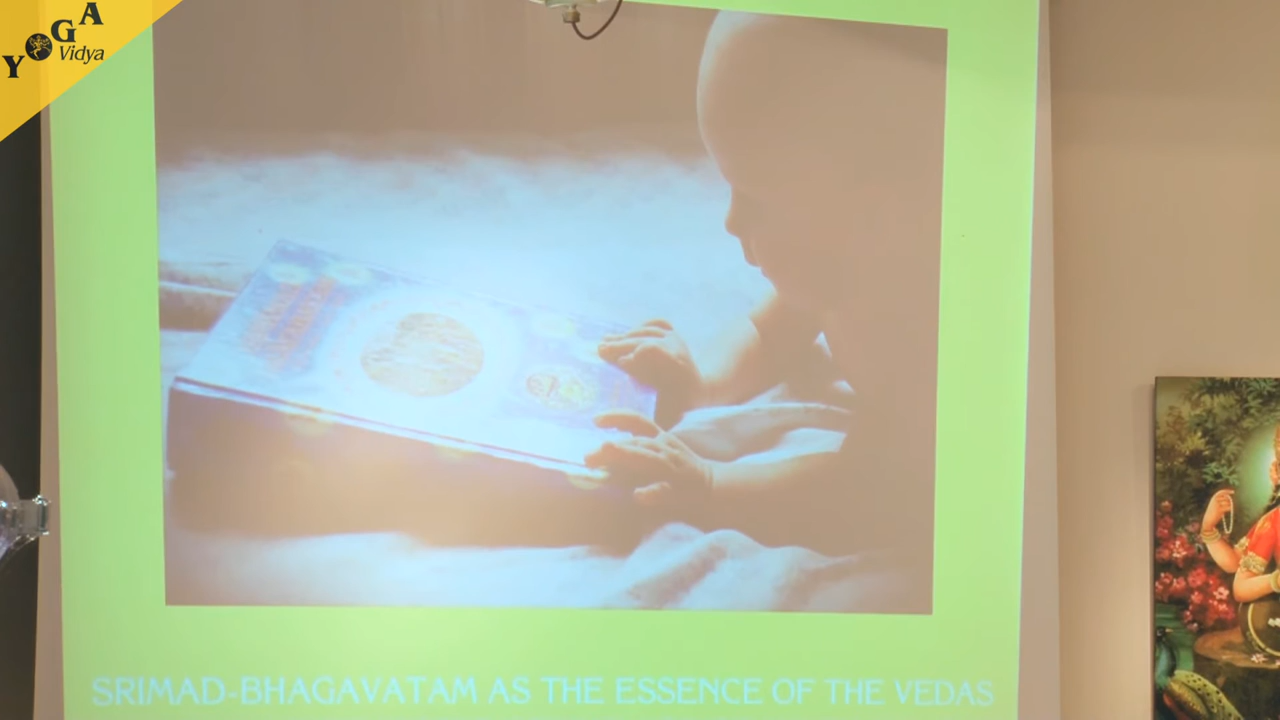 YOGA
Vidya
SRIMAD-BHAGAVATAM AS THE ESSENCE OF THE VEDAS